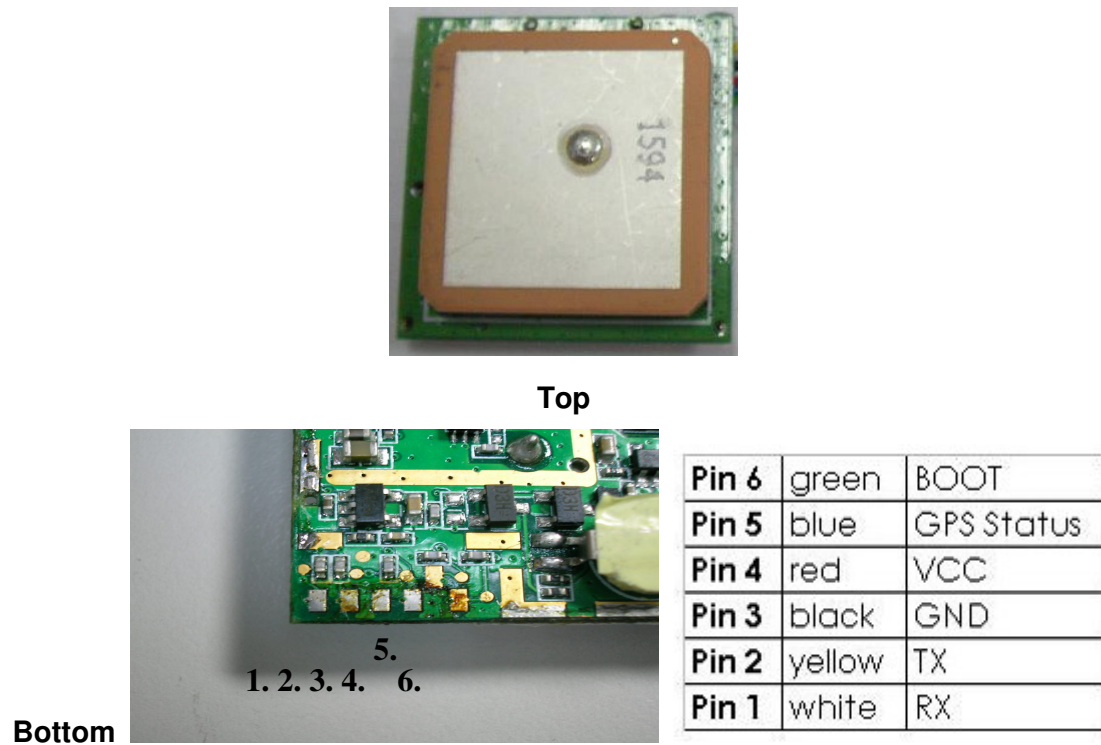 1594
Top
5.
1. 2. 3. 4. 6.
Bottom
Pin 6 green BOOT
Pin 5 blue GPS Status
Pin 4 red VCC
Pin 3 black GND
Pin 2 yellow TX
Pin 1 white RX